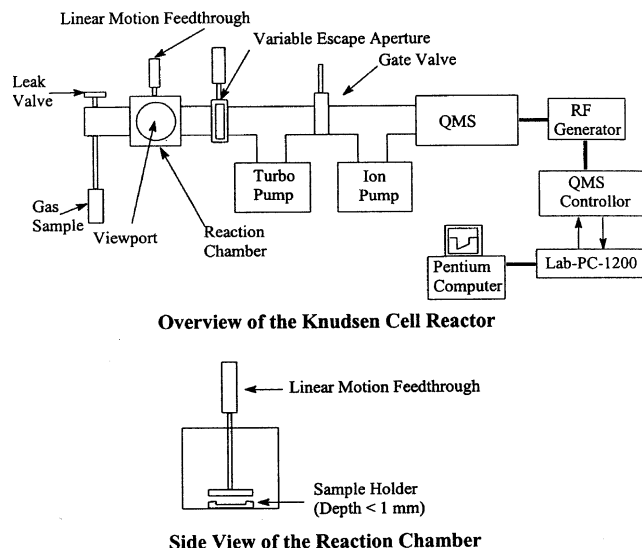 Linear Motion Feedthrough
Variable Escape Aperture
Gate Valve
Leak
Valve
QMS
RF
Generator
Turbo
Pump
Ion
Pump
QMS
Controllor
Gas
Sample
Viewport
Reaction
Chamber
Pentium
Computer
Lab-PC-1200
Overview of the Knudsen Cell Reactor
Linear Motion Feedthrough
Sample Holder
(Depth < 1 mm)
Side View of the Reaction Chamber